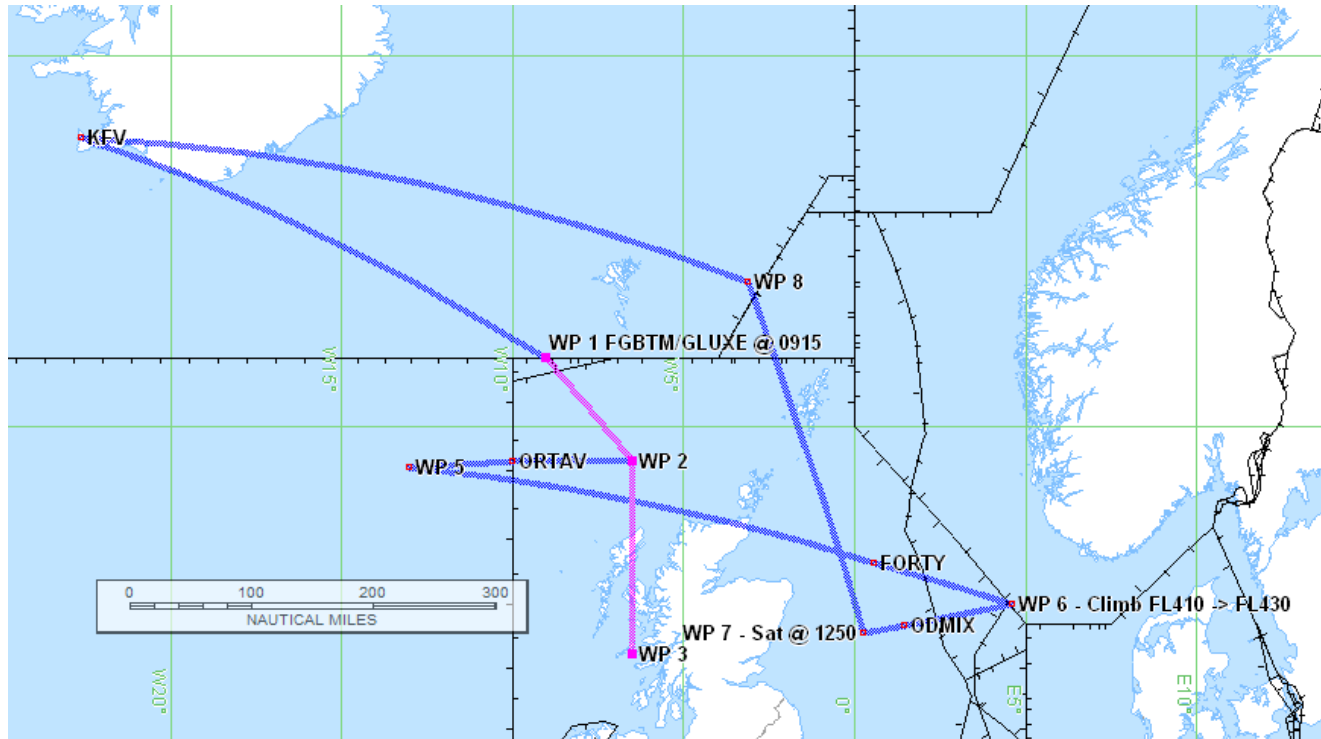 KFV
WP 8
WP 1 FGBTM/GLUXE @ 0915
W15°
W10°
W5°
WP 5
ORTAV
WP 2
FORTY
0 100 200 300
NAUTICAL MILES
WP 6 - Climb FL410 -> FL430
ODMIX
WP 7 - Sat @ 1250
WP 3
W20°
0°
E5°
E10°